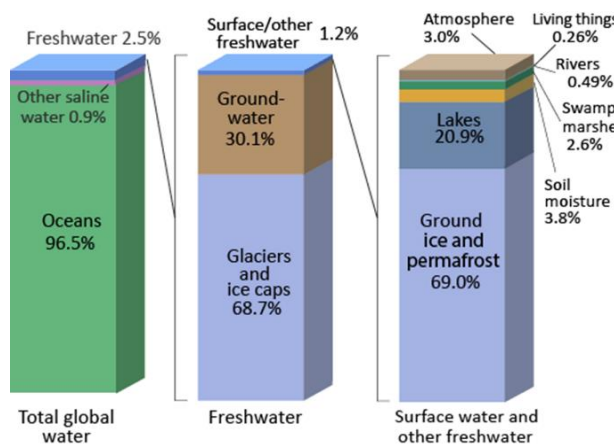 Freshwater 2.5%
Other saline
water 0.9%
Oceans
96.5%
Total global
water
Surface/other
freshwater
1.2%
Ground-
water
30.1%
Glaciers and
ice caps
68.7%
Freshwater
Atmosphere
3.0%
Living things
0.26%
Rivers
0.49%
Swamp
marshe
2.6%
Soil
moisture
3.8%
Lakes
20.9%
Ground
ice and
permafrost
69.0%
Surface water and
other freshwater